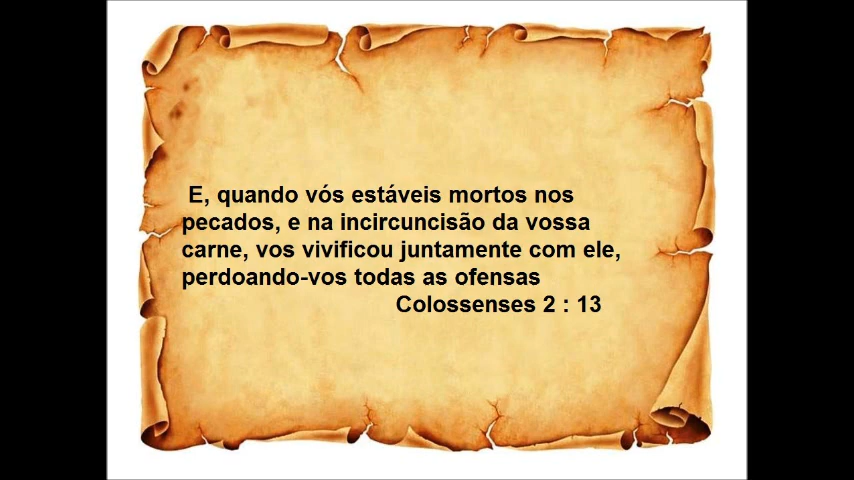 E, quando vós estáveis mortos nos
pecados, e na incircuncisão da vossa
carne, vos vivificou juntamente com ele,
perdoando-vos todas as ofensas
Colossenses 2 : 13